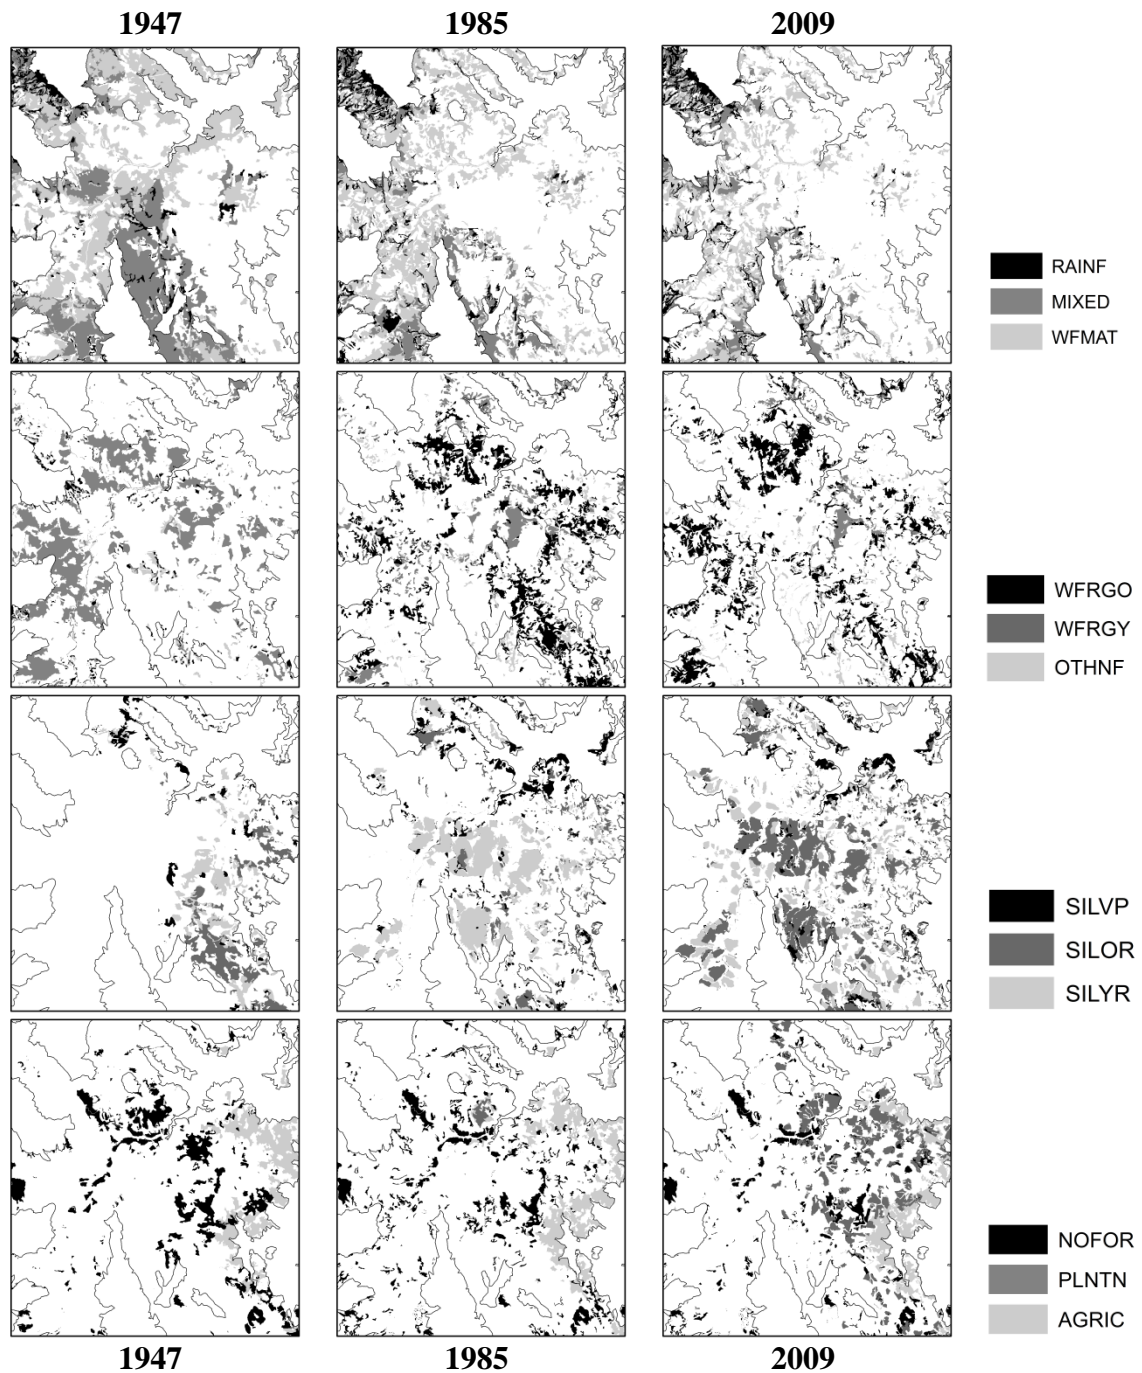 1947 1985 2009
RAINF
MIXED
WFMAT
WFRGO
WFRGY
OTHNF
SILVP
SILOR
SILYR
NOFOR
PLNTN
AGRIC
1947 1985 2009